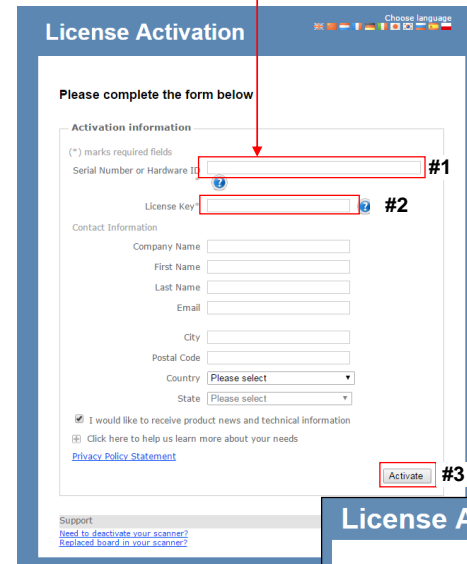 Choose language
License Activation
Please complete the form below
Activation information
(*) marks required fields
Serial Number or Hardware ID
*
#1
License Key*
#2
Contact Information
Company Name
First Name
Last Name
Email
City
Postal Code
Country Please select
State Please select
I would like to receive product news and technical information
Click here to help us learn more about your needs
Privacy Policy Statement
Activate #3
Support
Need to deactivate your scanner?
Replaced board in your scanner?
License A